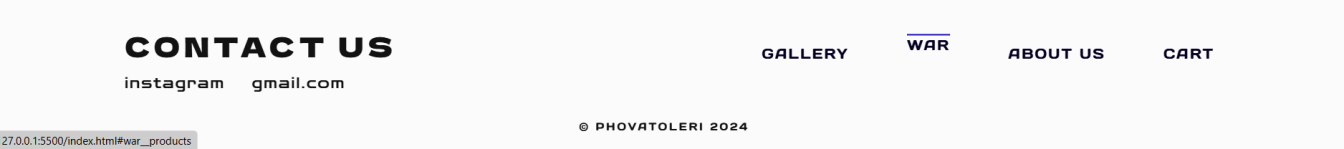 CONTACT US
instagram gmail.com
GALLERY WAR ABOUT US CART
© PHOVATOLERI 2024
27.0.0.1:5500/index.html#war__products